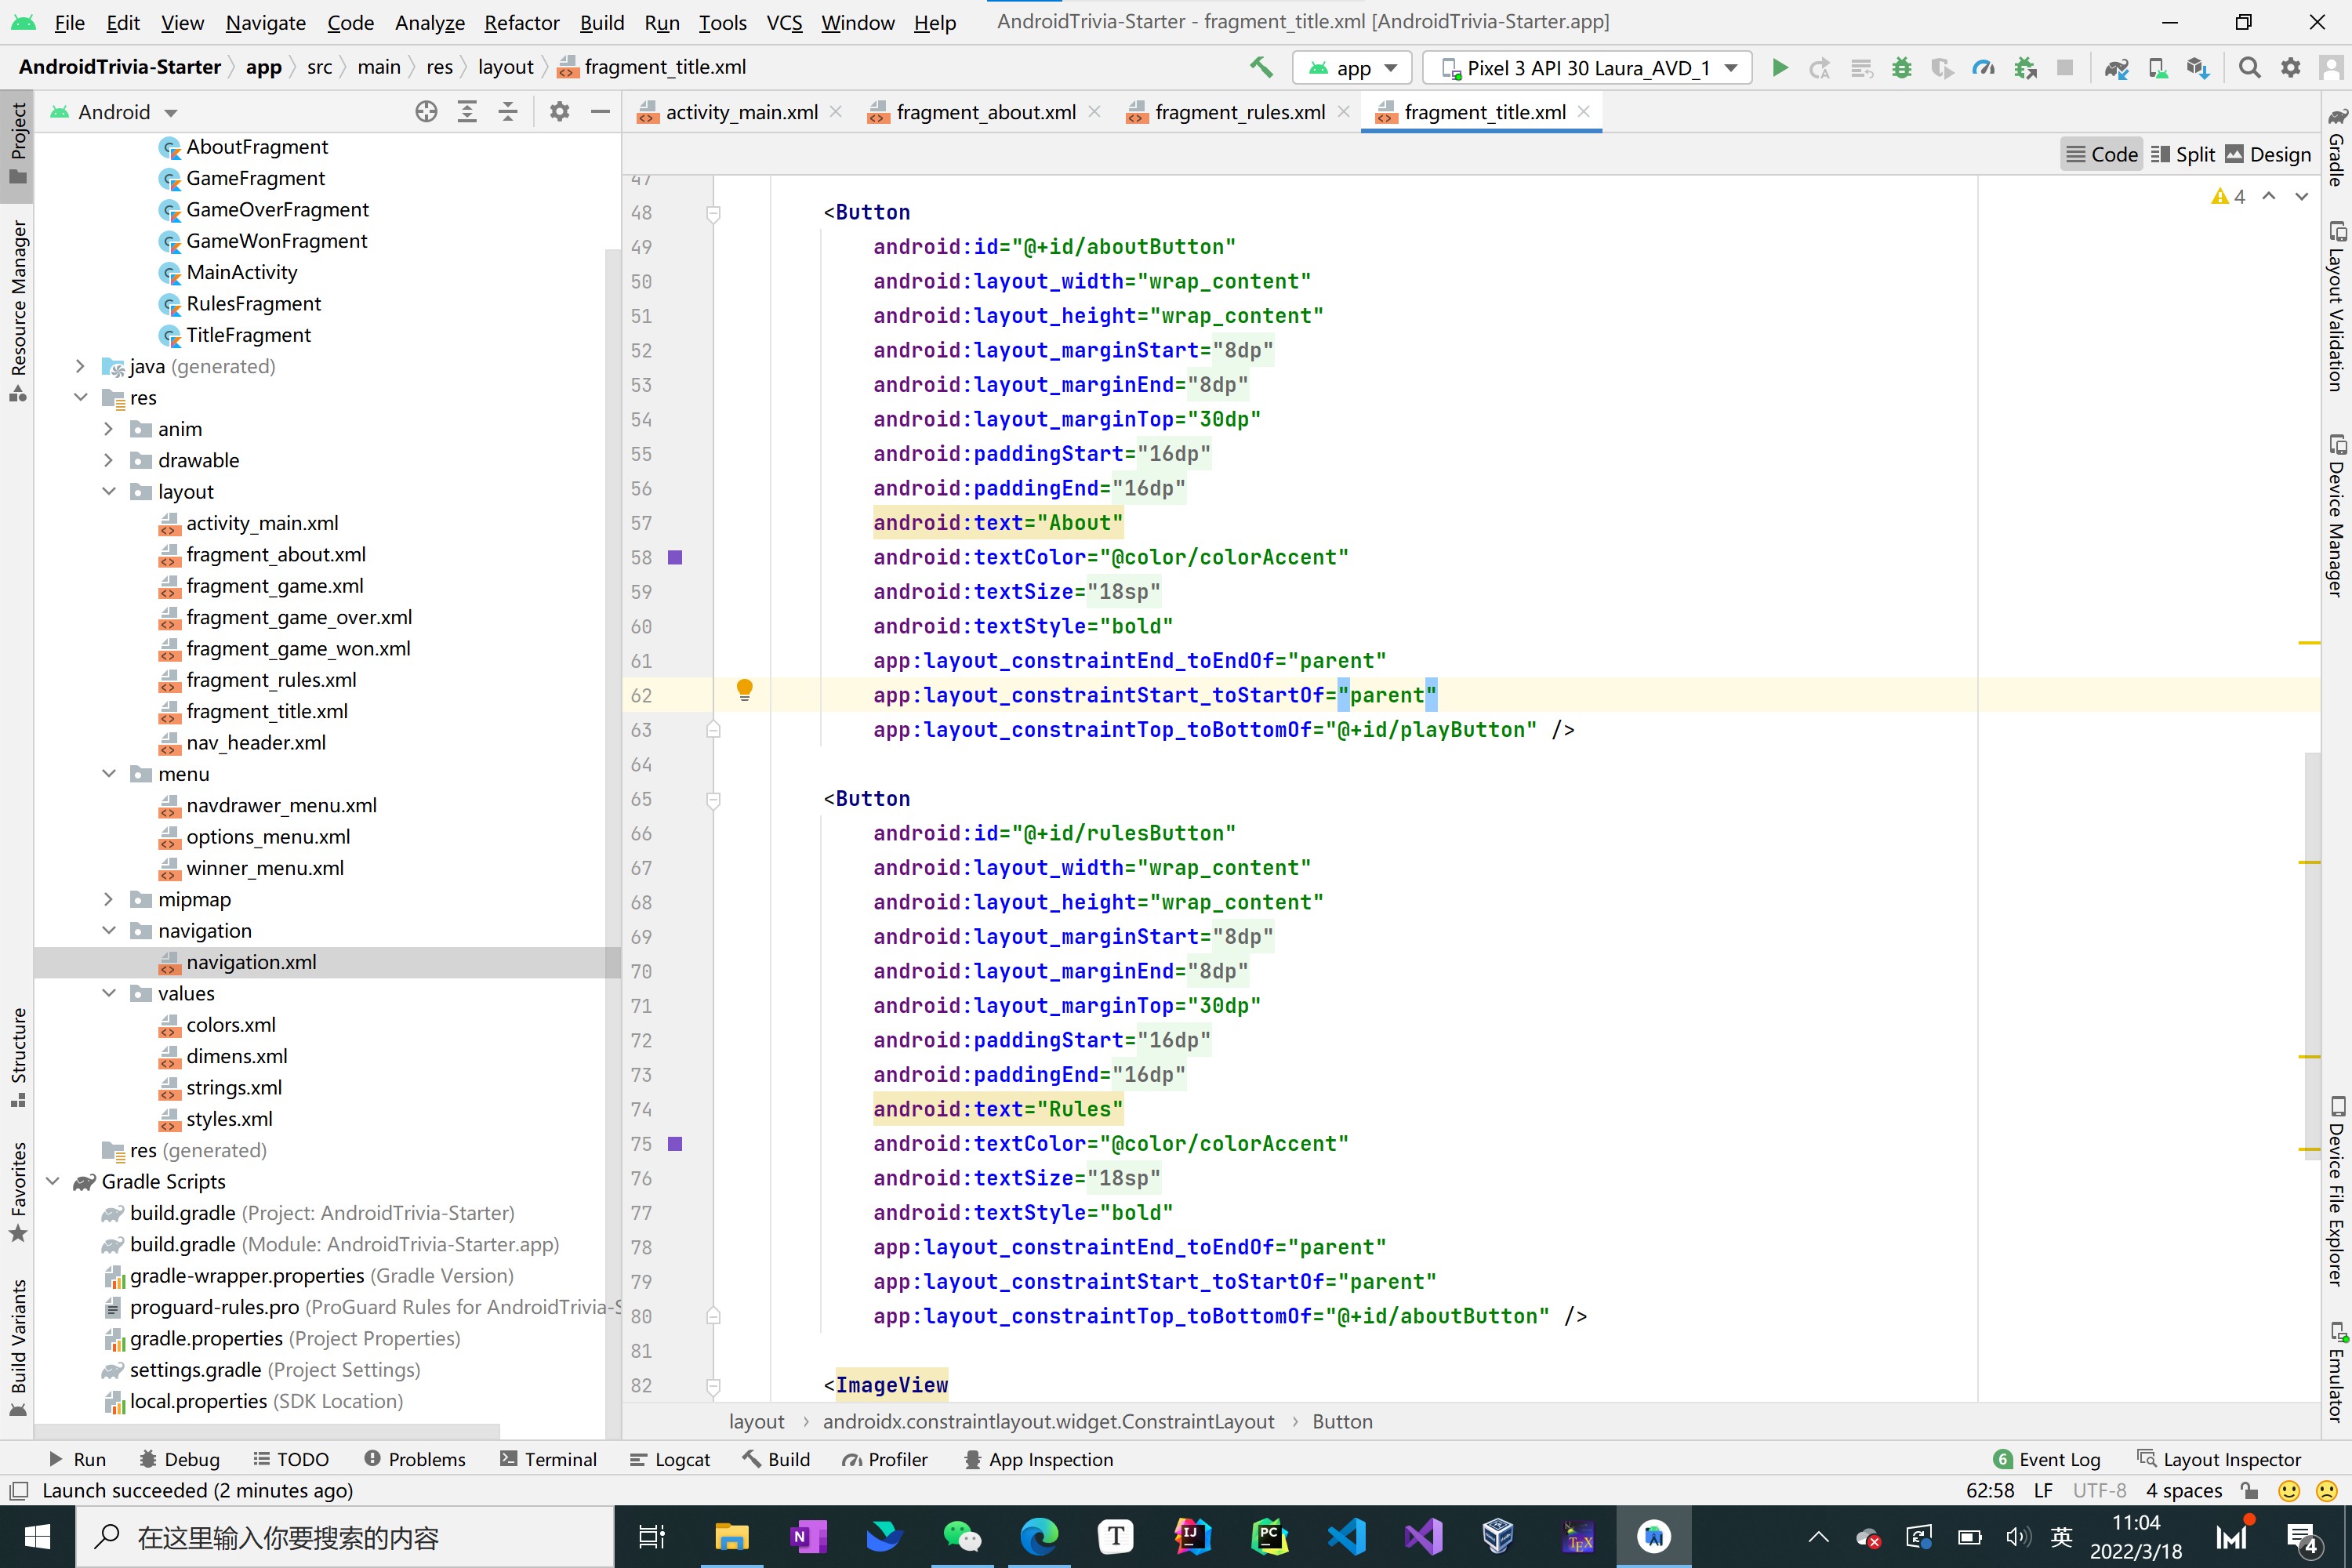 File Edit View Navigate Code Analyze Refactor Build Run Tools VCS Window Help AndroidTrivia-Starter - fragment_title.xml [AndroidTrivia-Starter.app]
AndroidTrivia-Starter app src main res layout fragment_title.xml app Pixel 3 API 30 Laura_AVD_1
Project
Resource Manager
Structure
Favorites
Build Variants
Android
AboutFragment
GameFragment
GameOverFragment
GameWonFragment
MainActivity
RulesFragment
TitleFragment
java (generated)
res
anim
drawable
layout
activity_main.xml
fragment_about.xml
fragment_game.xml
fragment_game_over.xml
fragment_game_won.xml
fragment_rules.xml
fragment_title.xml
nav_header.xml
menu
navdrawer_menu.xml
options_menu.xml
winner_menu.xml
mipmap
navigation
navigation.xml
values
colors.xml
dimens.xml
strings.xml
styles.xml
res (generated)
Gradle Scripts
build.gradle (Project: AndroidTrivia-Starter)
build.gradle (Module: AndroidTrivia-Starter.app)
gradle-wrapper.properties (Gradle Version)
proguard-rules.pro (ProGuard Rules for AndroidTrivia-S
gradle.properties (Project Properties)
settings.gradle (Project Settings)
local.properties (SDK Location)
activity_main.xml fragment_about.xml fragment_rules.xml fragment_title.xml
Code Split Design
4
47
48 <Button
49 android:id="@+id/aboutButton"
50 android:layout_width="wrap_content"
51 android:layout_height="wrap_content"
52 android:layout_marginStart="8dp"
53 android:layout_marginEnd="8dp"
54 android:layout_marginTop="30dp"
55 android:paddingStart="16dp"
56 android:paddingEnd="16dp"
57 android:text="About"
58 android:textColor="@color/colorAccent"
59 android:textSize="18sp"
60 android:textStyle="bold"
61 app:layout_constraintEnd_toEndOf="parent"
62 app:layout_constraintStart_toStartOf="parent"
63 app:layout_constraintTop_toBottomOf="@+id/playButton" />
64
65 <Button
66 android:id="@+id/rulesButton"
67 android:layout_width="wrap_content"
68 android:layout_height="wrap_content"
69 android:layout_marginStart="8dp"
70 android:layout_marginEnd="8dp"
71 android:layout_marginTop="30dp"
72 android:paddingStart="16dp"
73 android:paddingEnd="16dp"
74 android:text="Rules"
75 android:textColor="@color/colorAccent"
76 android:textSize="18sp"
77 android:textStyle="bold"
78 app:layout_constraintEnd_toEndOf="parent"
79 app:layout_constraintStart_toStartOf="parent"
80 app:layout_constraintTop_toBottomOf="@+id/aboutButton" />
81
82 <ImageView
layout androidx.constraintlayout.widget.ConstraintLayout Button
Gradle
Layout Validation
Device Manager
Device File Explorer
Emulator
Run Debug TODO Problems Terminal Logcat Build Profiler App Inspection 6 Event Log Layout Inspector
Launch succeeded (2 minutes ago) 62:58 LF UTF-8 4 spaces
在这里输入你要搜索的内容
N T IJ PC TEX
英
11:04
2022/3/18
4